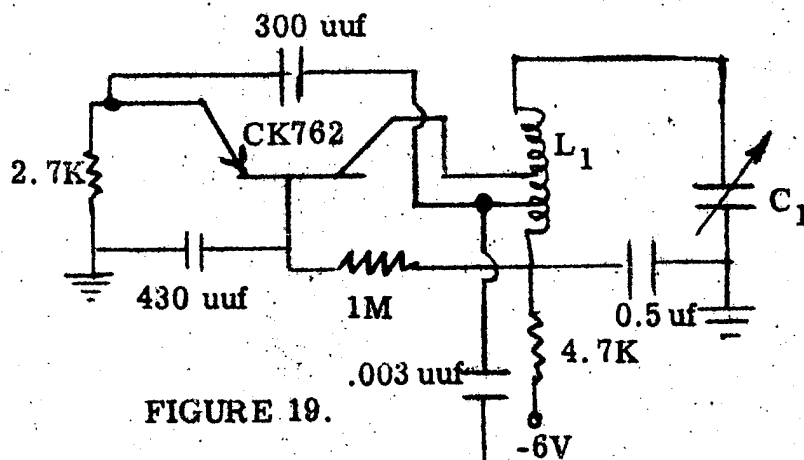 300 uuf
CK762
L1
2.7K
C1
430 uuf
1M
0.5 uf
4.7K
.003 uuf
FIGURE 19.
-6V